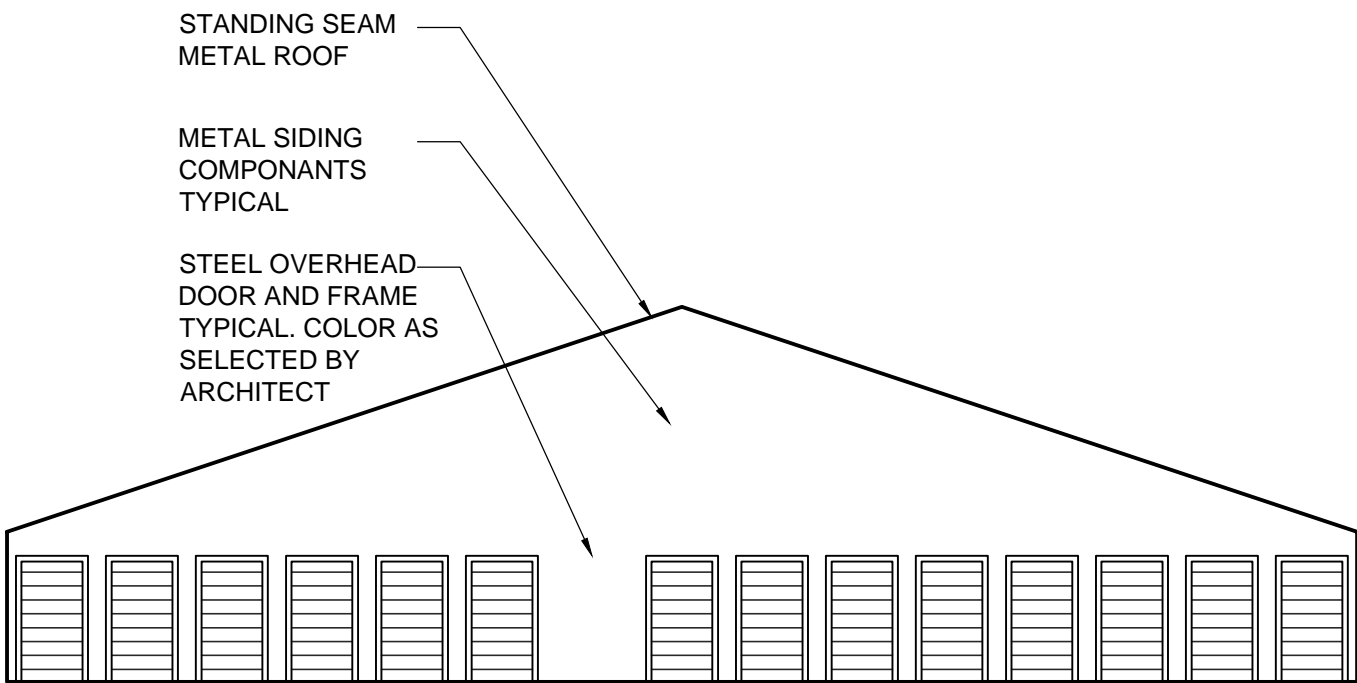 STANDING SEAM
METAL ROOF
METAL SIDING
COMPONANTS
TYPICAL
STEEL OVERHEAD
DOOR AND FRAME
TYPICAL. COLOR AS
SELECTED BY
ARCHITECT